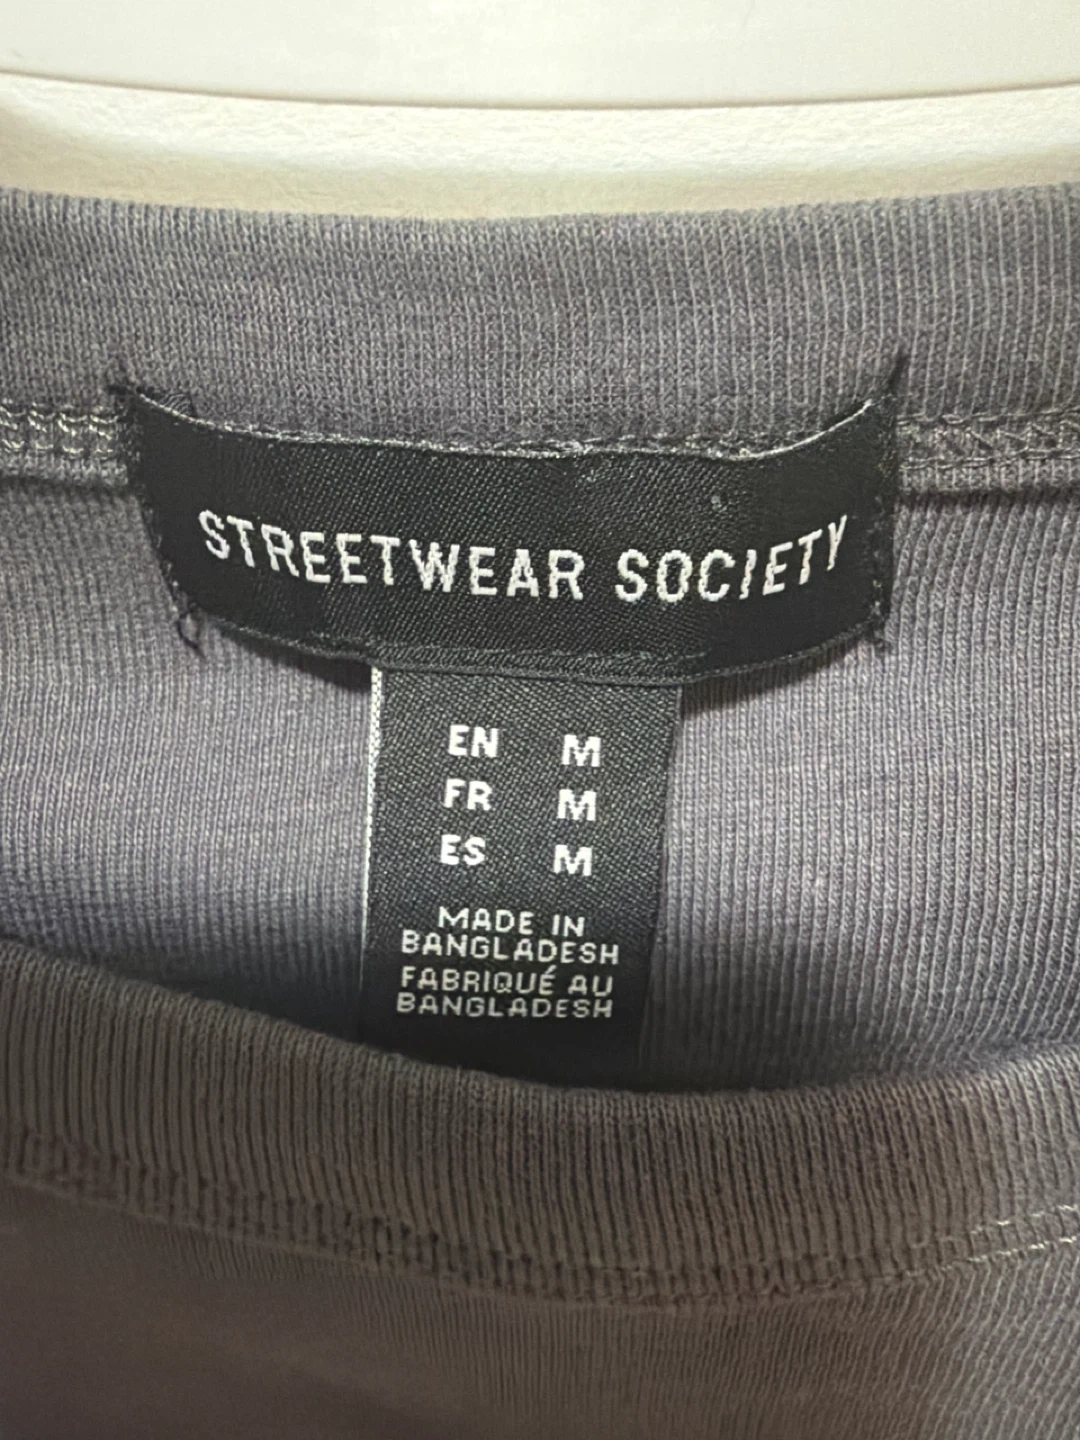 STREETWEAR SOCIETY
EN M
FR M
ES M
MADE IN
BANGLADESH
FABRIQUÉ AU
BANGLADESH